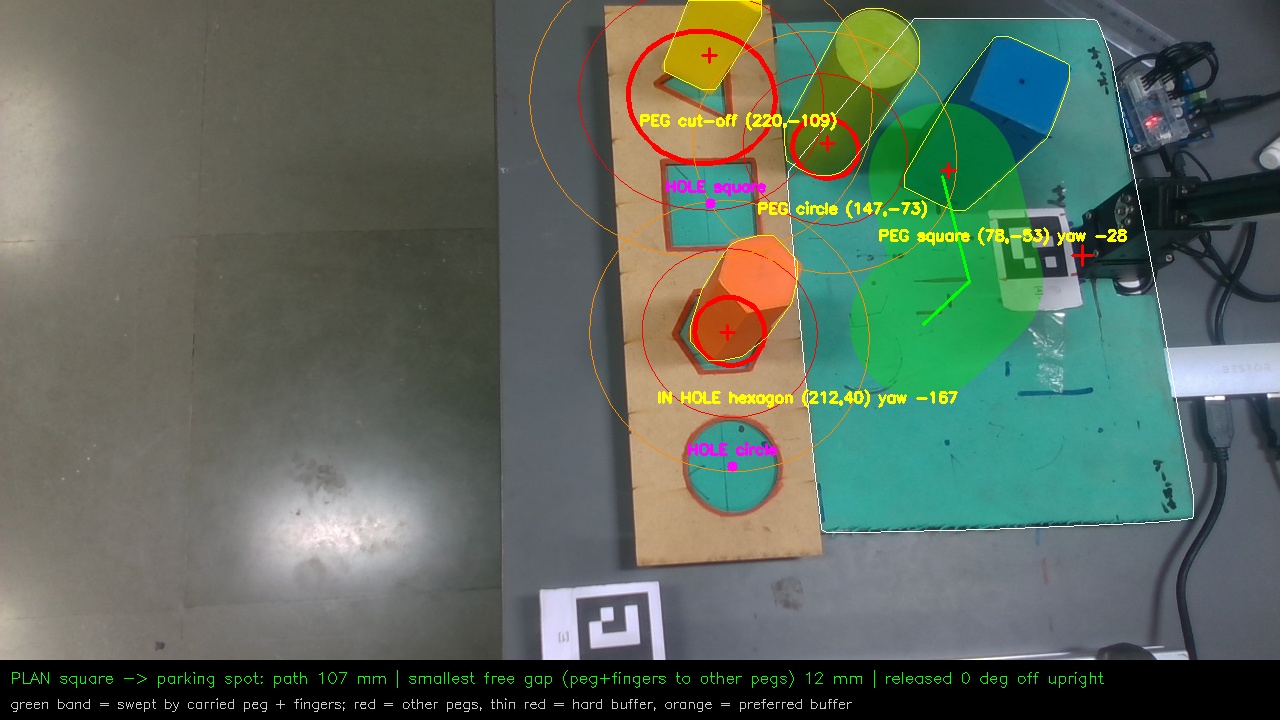 PEG cut-off (220,-109)
HOLE square
PEG circle (147,-73)
PEG square (78,-53) yaw -28
IN HOLE hexagon (212,40) yaw -167
HOLE circle
PLAN square -> parking spot: path 107 mm | smallest free gap (peg+fingers to other pegs) 12 mm | released 0 deg off upright
green band = swept by carried peg + fingers; red = other pegs, thin red = hard buffer, orange = preferred buffer